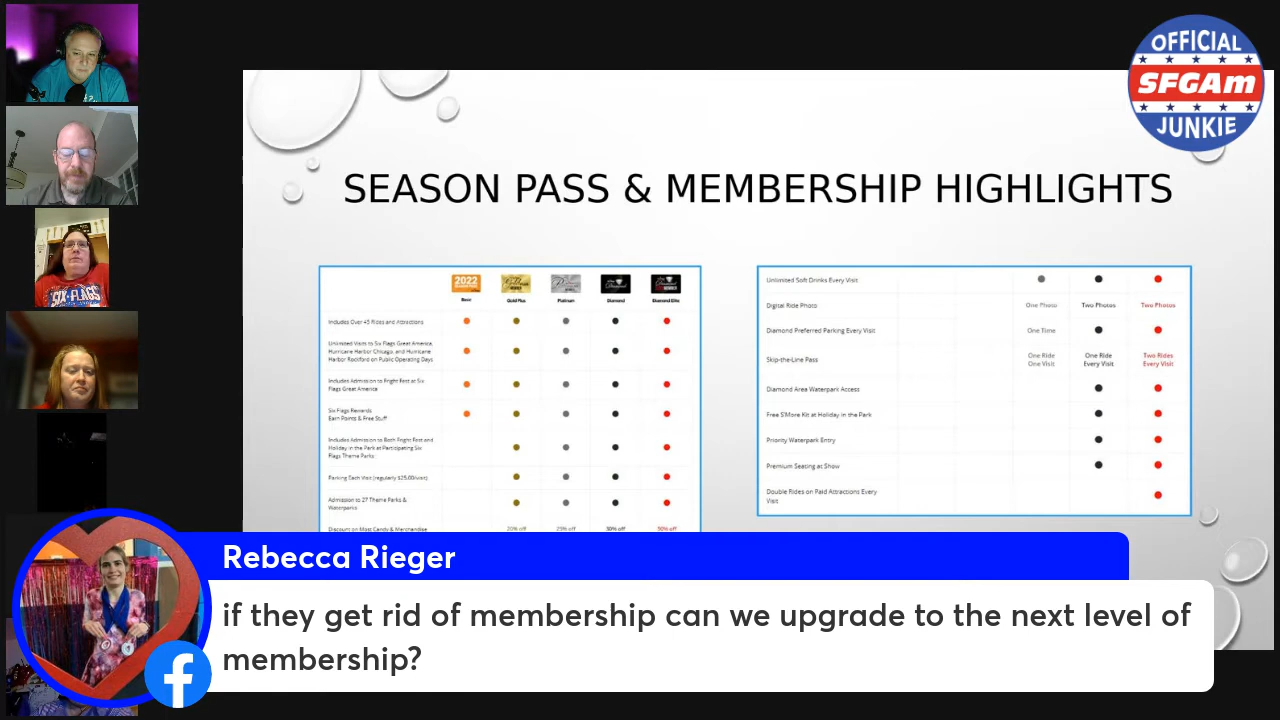 OFFICIAL
SFGAm
JUNKIE
SEASON PASS & MEMBERSHIP HIGHLIGHTS
2022
Gold Plus
Platinum
Diamond
Diamond Elite
Includes Over 45 Rides and Attractions
Unlimited Visits to Six Flags Great America,
Hurricane Harbor Chicago, and Hurricane
Harbor Rockford on Public Operating Days
Includes Admission to Fright Fest at Six
Flags Great America
Six Flags Rewards
Earn Points & Free Stuff
Includes Admission to Both Fright Fest and
Holiday in the Park at Participating Six
Flags Theme Parks
Parking Each Visit (regularly $25.00/visit)
Admission to 27 Theme Parks &
Waterparks
Discount on Most Candy & Merchandise
20% off
25% off
50% off
50% off
Unlimited Soft Drinks Every Visit
Digital Ride Photo
One Photo
Two Photos
Two Photos
Diamond Preferred Parking Every Visit
One Time
Skip-the-Line Pass
One Ride
One Visit
One Ride
Every Visit
Two Rides
Every Visit
Diamond Area Waterpark Access
Free S'More Kit at Holiday in the Park
Priority Waterpark Entry
Premium Seating at Show
Double Rides on Paid Attractions Every
Visit
SIX FLAGS
Rebecca Rieger
if they get rid of membership can we upgrade to the next level of
membership?